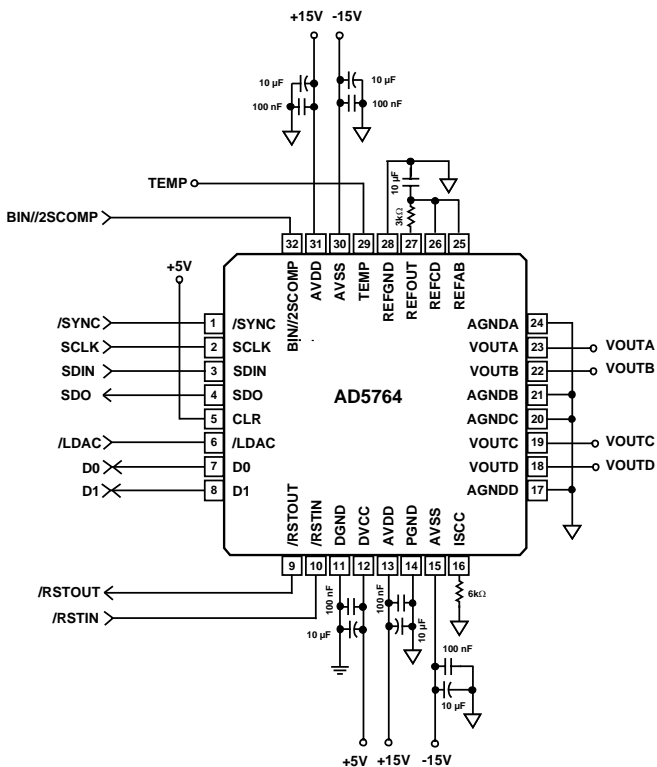 +15V -15V
10 µF
100 nF
10 µF
100 nF
TEMP
10 µF
3kΩ
BIN//2SCOMP
+5V
32 31 30 29 28 27 26 25
BIN//2SCOMP
AVDD
AVSS
TEMP
REFGND
REFOUT
REFCD
REFAB
/SYNC 1 /SYNC
SCLK 2 SCLK
SDIN 3 SDIN
SDO 4 SDO
5 CLR
/LDAC 6 /LDAC
D0 7 D0
D1 8 D1
AD5764
AGNDA 24
VOUTA 23 VOUTA
VOUTB 22 VOUTB
AGNDB 21
AGNDC 20
VOUTC 19 VOUTC
VOUTD 18 VOUTD
AGNDD 17
/RSTOUT
/RSTIN
DGND
DVCC
AVDD
PGND
AVSS
ISCC
9 10 11 12 13 14 15 16
/RSTOUT
/RSTIN
100 nF
10 µF
100 nF
10 µF
6kΩ
100 nF
10 µF
+5V +15V -15V